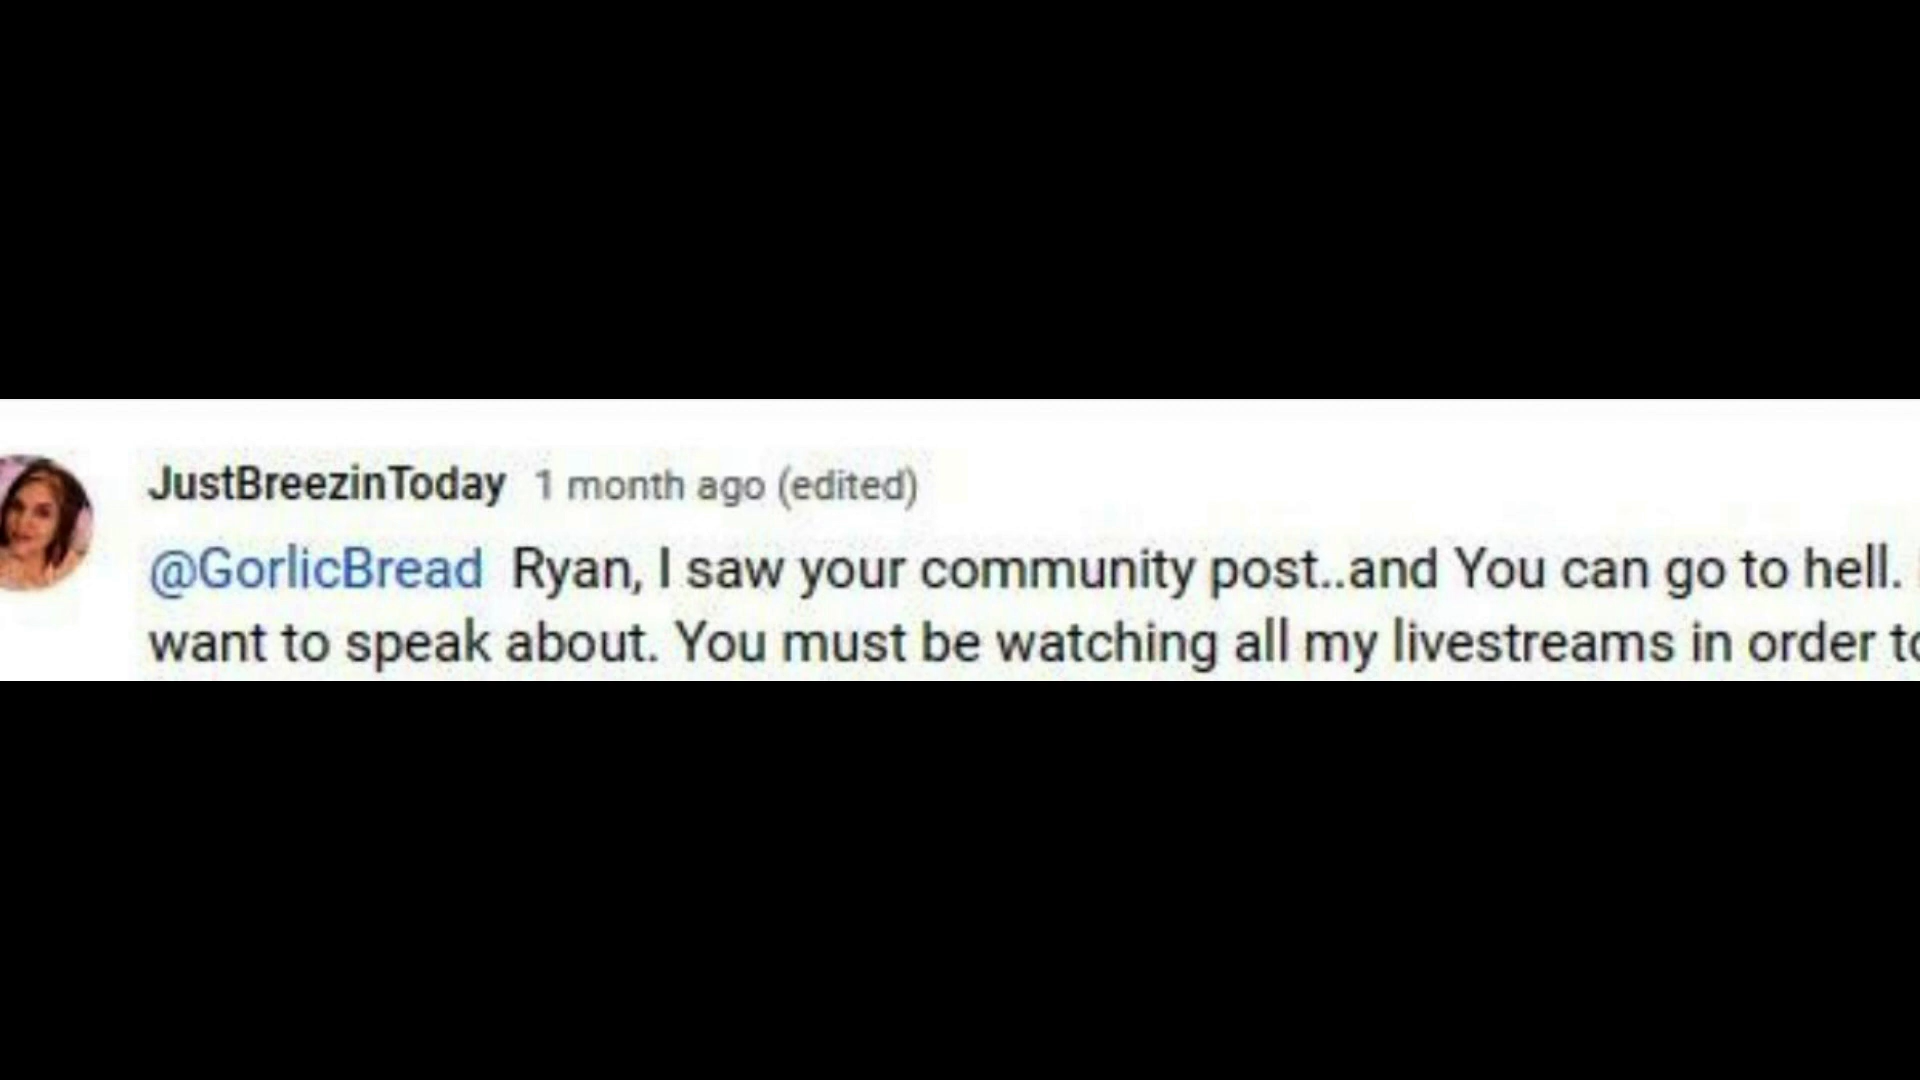 JustBreezinToday 1 month ago (edited)
@GorlicBread Ryan, I saw your community post..and You can go to hell.
want to speak about. You must be watching all my livestreams in order to